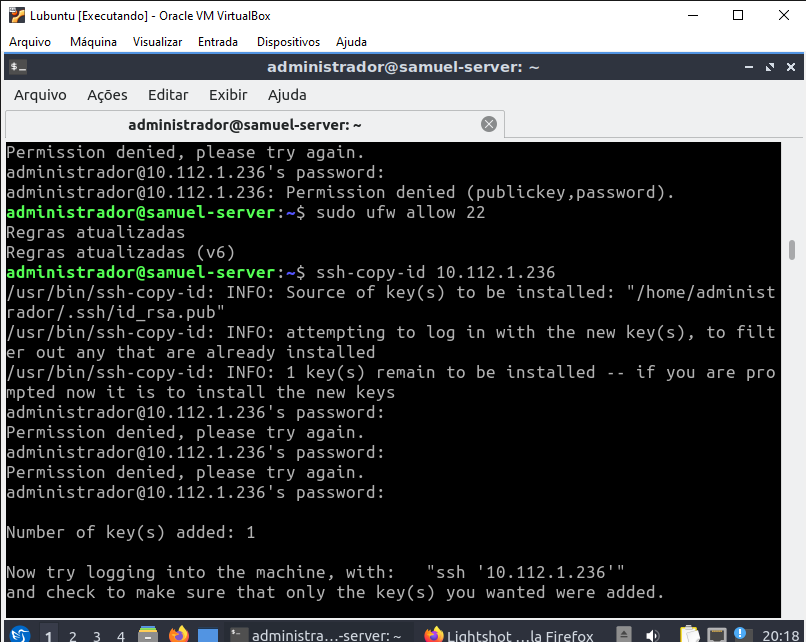 Lubuntu [Executando] - Oracle VM VirtualBox
Arquivo Máquina Visualizar Entrada Dispositivos Ajuda
administrador@samuel-server: ~
Arquivo Ações Editar Exibir Ajuda
administrador@samuel-server: ~
Permission denied, please try again.
administrador@10.112.1.236's password:
administrador@10.112.1.236: Permission denied (publickey,password).
administrador@samuel-server:~$ sudo ufw allow 22
Regras atualizadas
Regras atualizadas (v6)
administrador@samuel-server:~$ ssh-copy-id 10.112.1.236
/usr/bin/ssh-copy-id: INFO: Source of key(s) to be installed: "/home/administ
rador/.ssh/id_rsa.pub"
/usr/bin/ssh-copy-id: INFO: attempting to log in with the new key(s), to filt
er out any that are already installed
/usr/bin/ssh-copy-id: INFO: 1 key(s) remain to be installed -- if you are pro
mpted now it is to install the new keys
administrador@10.112.1.236's password:
Permission denied, please try again.
administrador@10.112.1.236's password:
Permission denied, please try again.
administrador@10.112.1.236's password:
Number of key(s) added: 1
Now try logging into the machine, with:   "ssh '10.112.1.236'"
and check to make sure that only the key(s) you wanted were added.
1 2 3 4 administra...-server: ~ Lightshot ...la Firefox 20:18